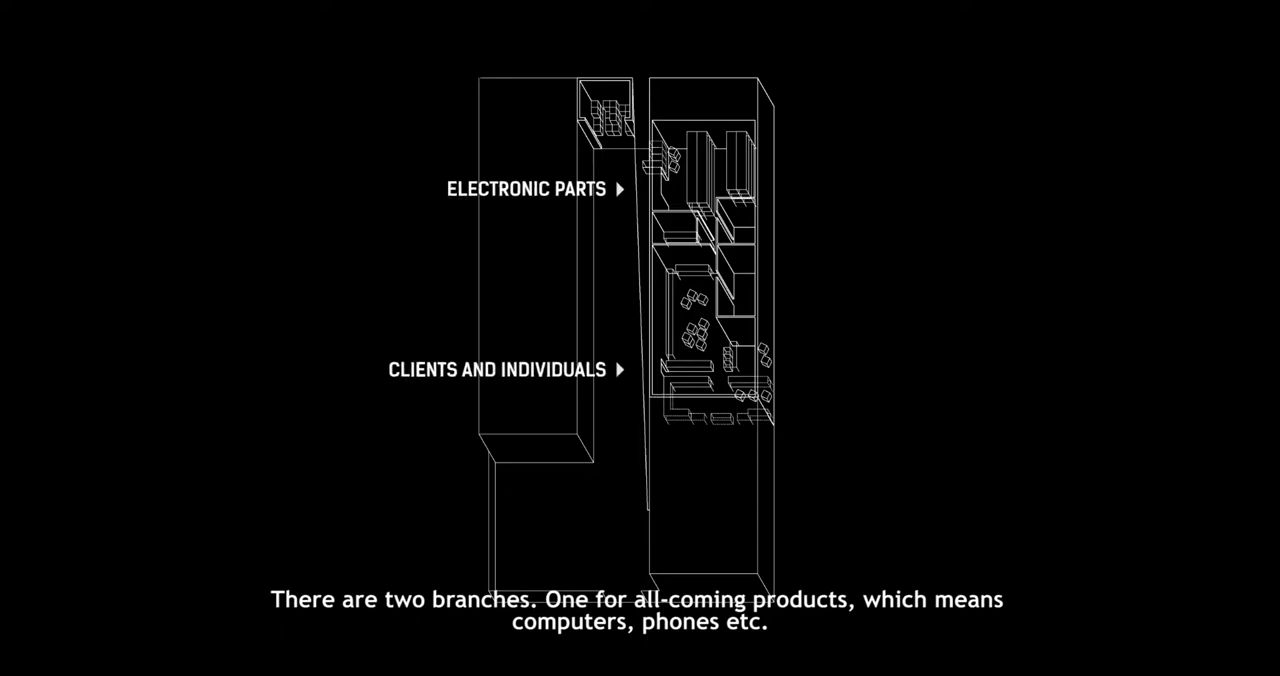 ELECTRONIC PARTS
CLIENTS AND INDIVIDUALS
There are two branches. One for all-coming products, which means
computers, phones etc.